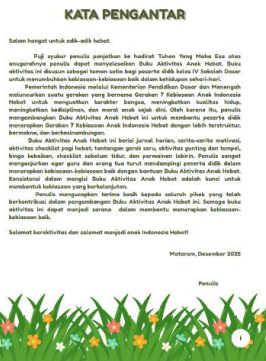 KATA PENGANTAR
Salam hangat untuk adik-adik hebat.
Puji syukur penulis panjatkan ke hadirat Tuhan Yang Maha Esa atas
anugerahnya penulis dapat menyelesaikan Buku Aktivitas Anak Hebat. Buku
aktivitas ini disusun sebagai teman satia bagi peserta didik kelas IV Sekolah Dasar
untuk menumbuhkan kebiasaan-kebiasaan baik dalam kehidupan sehari-hari.
Pemerintah Indonesia melalui Kementerian Pendidikan Dasar dan Menengah
meluncurkan suatu gerakan yang bernama Gerakan 7 Kebiasaan Anak Indonesia
Hebat untuk menguatkan karakter bangsa, meningkatkan kualitas hidup,
meningkatkan kedisiplinan, dan moral anak sejak dini. Oleh karena itu, penulis
mengembangkan Buku Aktivitas Anak Hebat ini untuk membantu peserta didik
menerapkan Gerakan 7 Kebiasaan Anak Indonesia Hebat dengan lebih terstruktur,
bermakna, dan berkesinambungan.
Buku Aktivitas Anak Hebat ini berisi jurnal harian, cerita-cerita motivasi,
aktivitas checklist pagi hebat, tantangan gerak seru, aktivitas gunting dan tempel,
bingo kebaikan, checklist sebelum tidur, dan permainan labirin. Penulis sangat
menganjurkan agar guru dan orang tua turut mendampingi peserta didik dalam
menerapkan kebiasaan-kebiasaan baik dengan bantuan Buku Aktivitas Anak Hebat.
Konsistensi dalam mengisi Buku Aktivitas Anak Hebat adalah kunci untuk
membentuk kebiasaan yang berkelanjutan.
Penulis mengucapkan terima kasih kepada seluruh pihak yang telah
berkontribusi dalam pengembangan Buku Aktivitas Anak Hebat ini. Semoga buku
aktivitas ini dapat menjadi sarana dalam membantu menerapkan kebiasaan-
kebiasaan baik.
Selamat beraktivitas dan selamat menjadi anak Indonesia Hebat!
Mataram, Desember 2025
Penulis
i